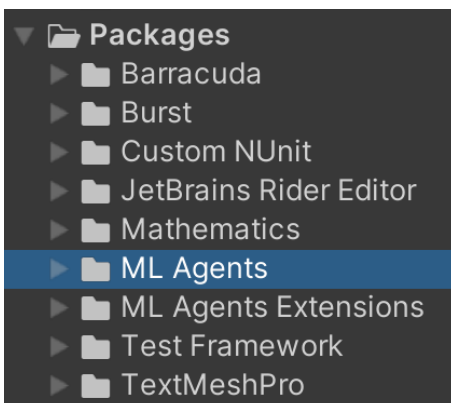 Packages
Barracuda
Burst
Custom NUnit
JetBrains Rider Editor
Mathematics
ML Agents
ML Agents Extensions
Test Framework
TextMeshPro